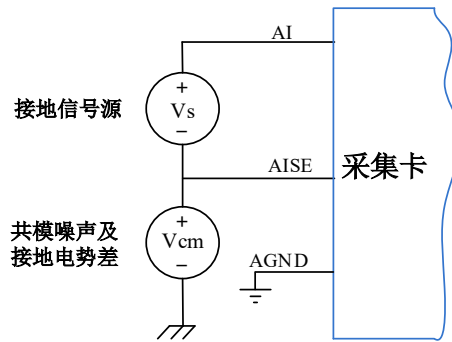 AI
+
接地信号源
Vs
−
AISE
采集卡
共模噪声及
接地电势差
+
Vcm
−
AGND